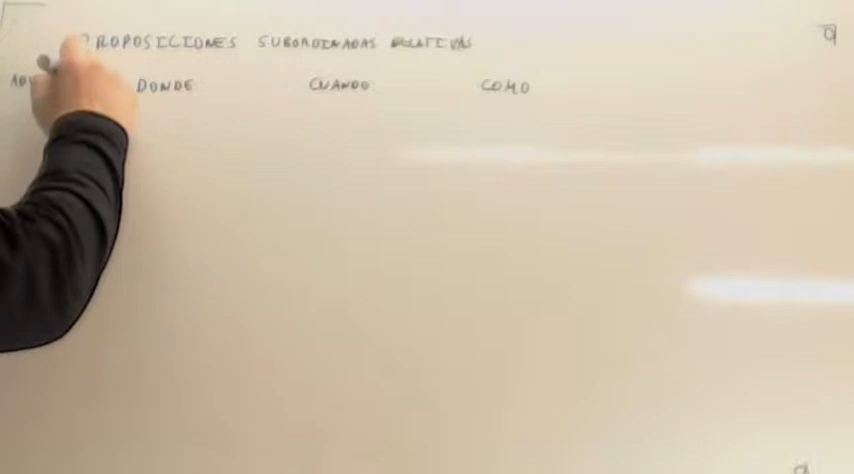 PROPOSICIONES SUBORDINADAS RELATIVAS
DONDE CUANDO COMO